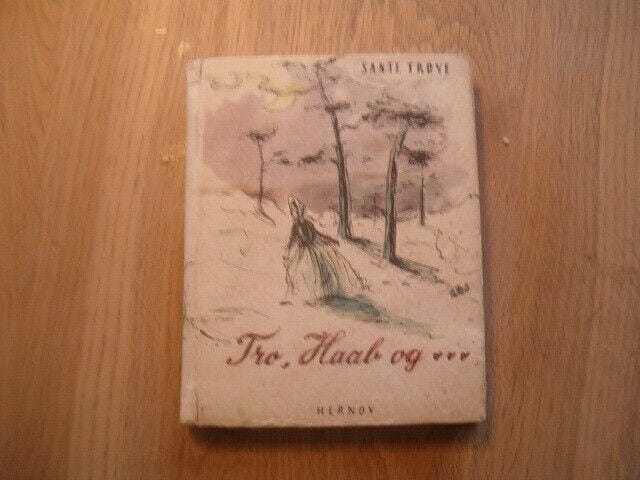 SANTI TROVE
Tro, Haab og ♥♥♥
HERNOV